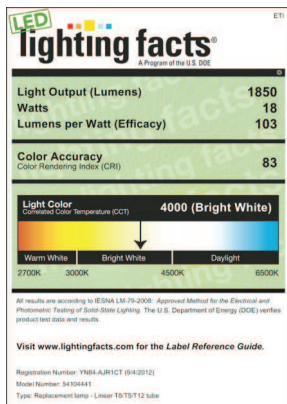 ETI
LED
lighting facts®
A Program of the U.S. DOE
Light Output (Lumens) 1850
Watts 18
Lumens per Watt (Efficacy) 103
Color Accuracy
Color Rendering Index (CRI) 83
Light Color
Correlated Color Temperature (CCT) 4000 (Bright White)
Warm White Bright White Daylight
2700K 3000K 4500K 6500K
All results are according to IESNA LM-79-2008: Approved Method for the Electrical and
Photometric Testing of Solid-State Lighting. The U.S. Department of Energy (DOE) verifies
product test data and results.
Visit www.lightingfacts.com for the Label Reference Guide.
Registration Number: YN84-AJR1CT (9/4/2012)
Model Number: 54104441
Type: Replacement lamp - Linear T8/T5/T12 tube